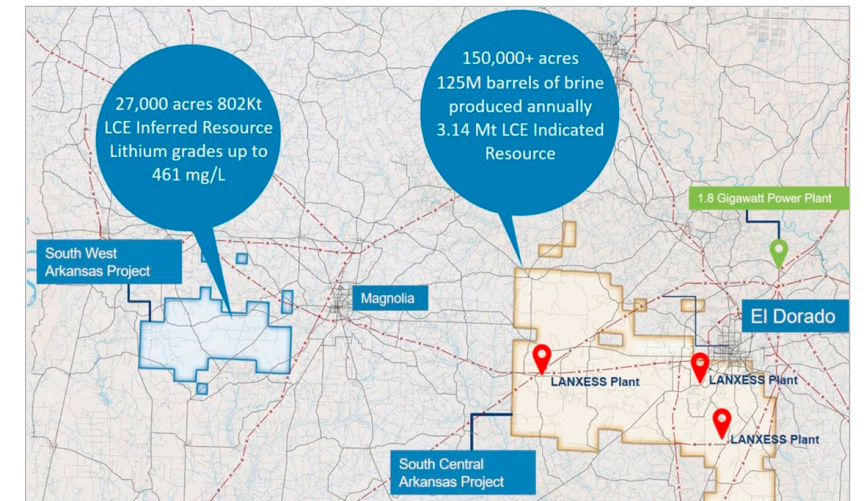 27,000 acres 802Kt
LCE Inferred Resource
Lithium grades up to
461 mg/L
150,000+ acres
125M barrels of brine
produced annually
3.14 Mt LCE Indicated
Resource
1.8 Gigawatt Power Plant
South West
Arkansas Project
Magnolia
El Dorado
LANXESS Plant
LANXESS Plant
LANXESS Plant
South Central
Arkansas Project